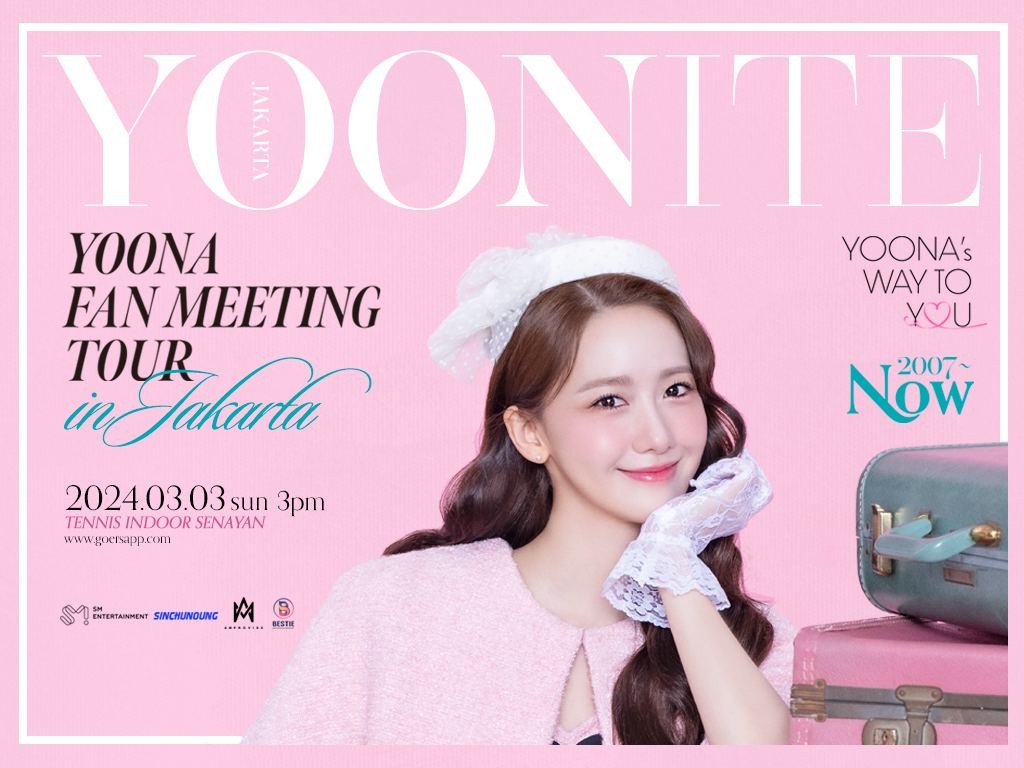 YOONITE
JAKARTA
YOONA
FAN MEETING
TOUR
in Jakarta
2024.03.03 sun 3pm
TENNIS INDOOR SENAYAN
www.goersapp.com
SM
ENTERTAINMENT
SINCHUNOUNG
AMPROVISE
BESTIE
YOONA's
WAY TO
YOU
2007~
Now